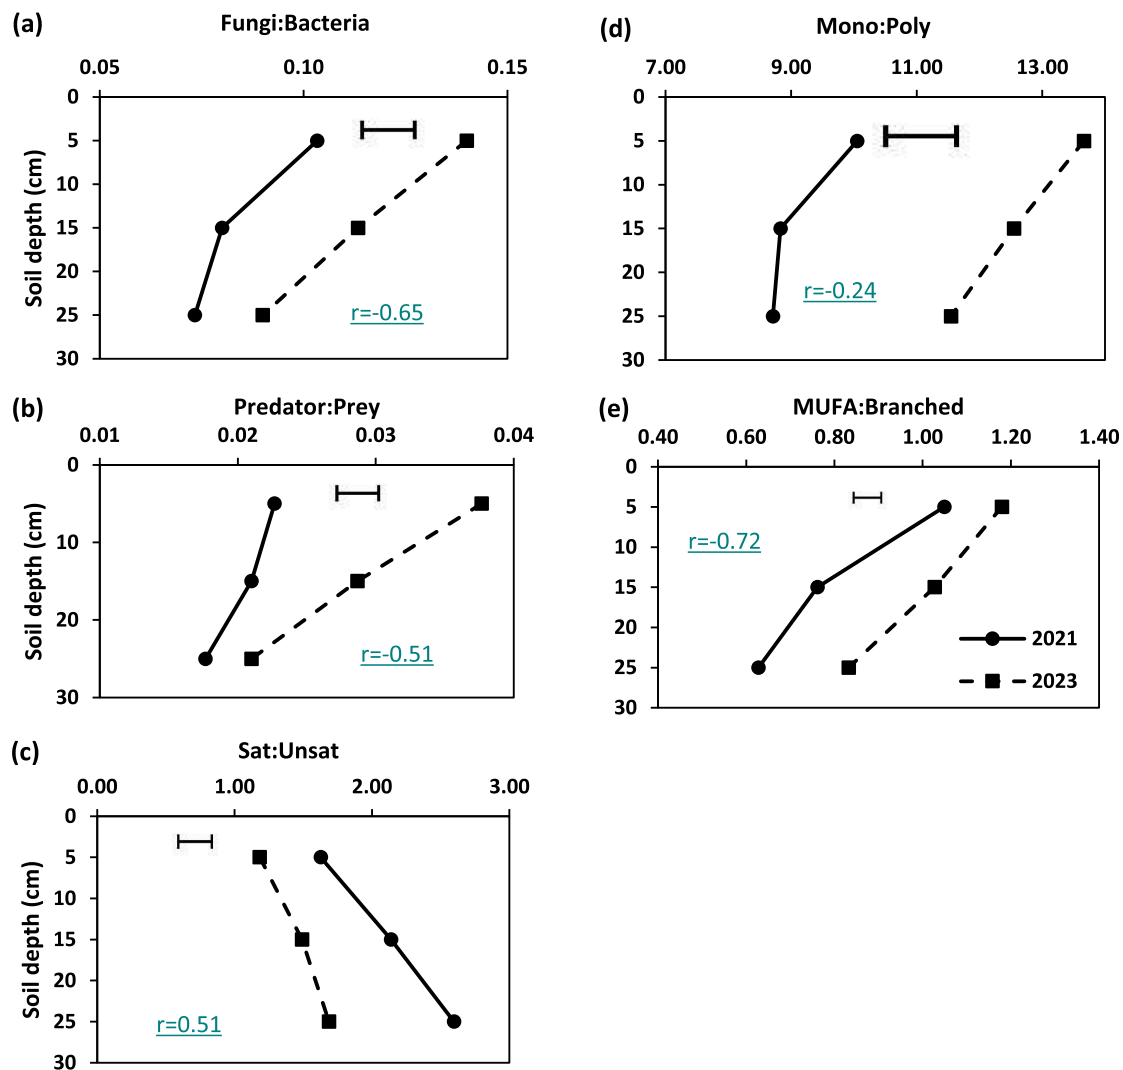 (a)
Fungi:Bacteria
0.05 0.10 0.15
0
5
10
15
20
25
30
Soil depth (cm)
r=-0.65
(d)
Mono:Poly
7.00 9.00 11.00 13.00
0
5
10
15
20
25
30
r=-0.24
(b)
Predator:Prey
0.01 0.02 0.03 0.04
0
10
20
30
Soil depth (cm)
r=-0.51
(e)
MUFA:Branched
0.40 0.60 0.80 1.00 1.20 1.40
0
5
10
15
20
25
30
r=-0.72
2021
2023
(c)
Sat:Unsat
0.00 1.00 2.00 3.00
0
5
10
15
20
25
30
Soil depth (cm)
r=0.51